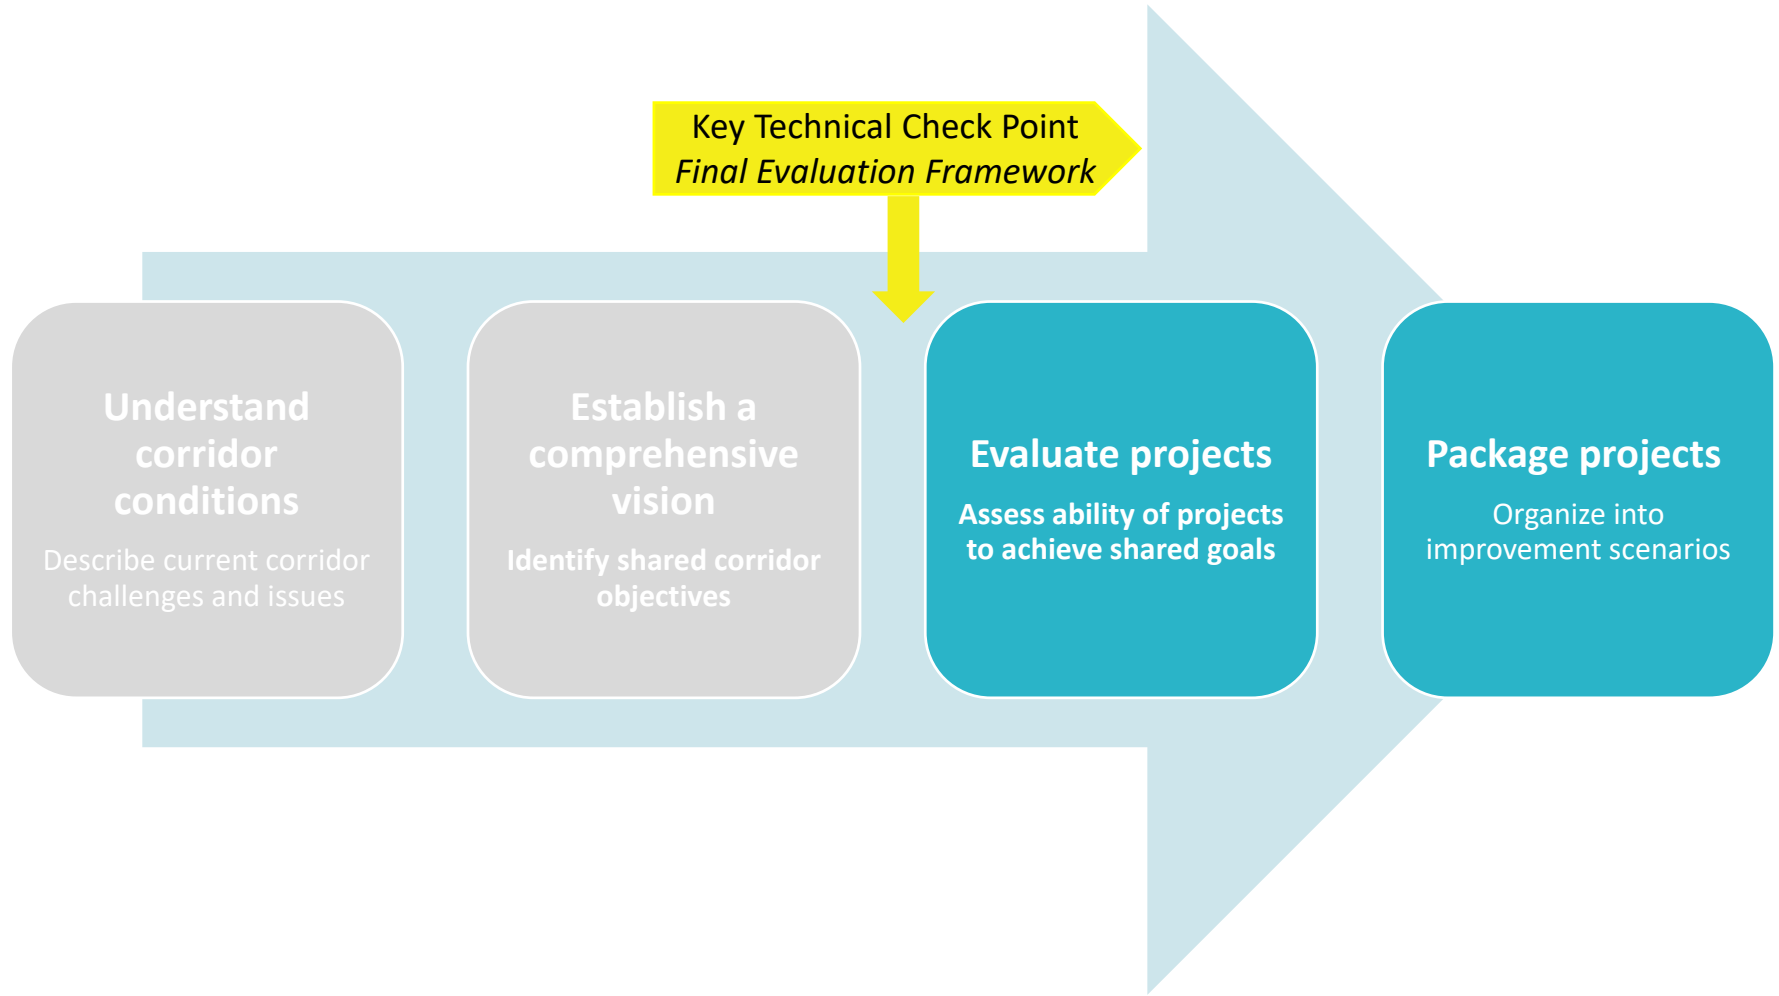 Key Technical Check Point
Final Evaluation Framework
Understand
corridor
conditions
Describe current corridor
challenges and issues
Establish a
comprehensive
vision
Identify shared corridor
objectives
Evaluate projects
Assess ability of projects
to achieve shared goals
Package projects
Organize into
improvement scenarios